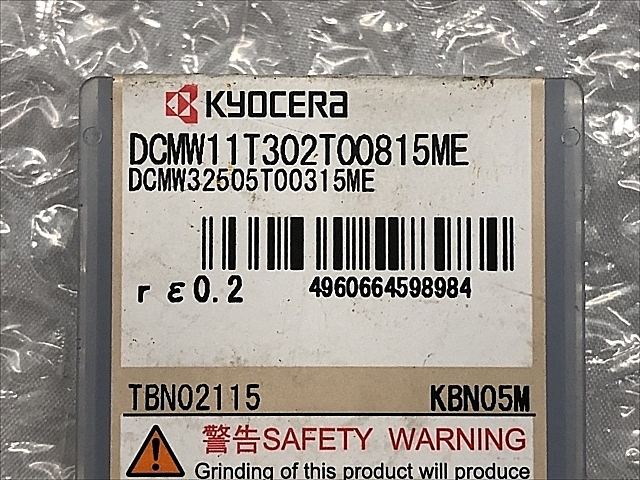 KYOCERA
DCMW11T302T00815ME
DCMW32505T00315ME
rε0.2
4960664598984
TBN02115 KBN05M
警告SAFETY WARNING
Grinding of this product will produce